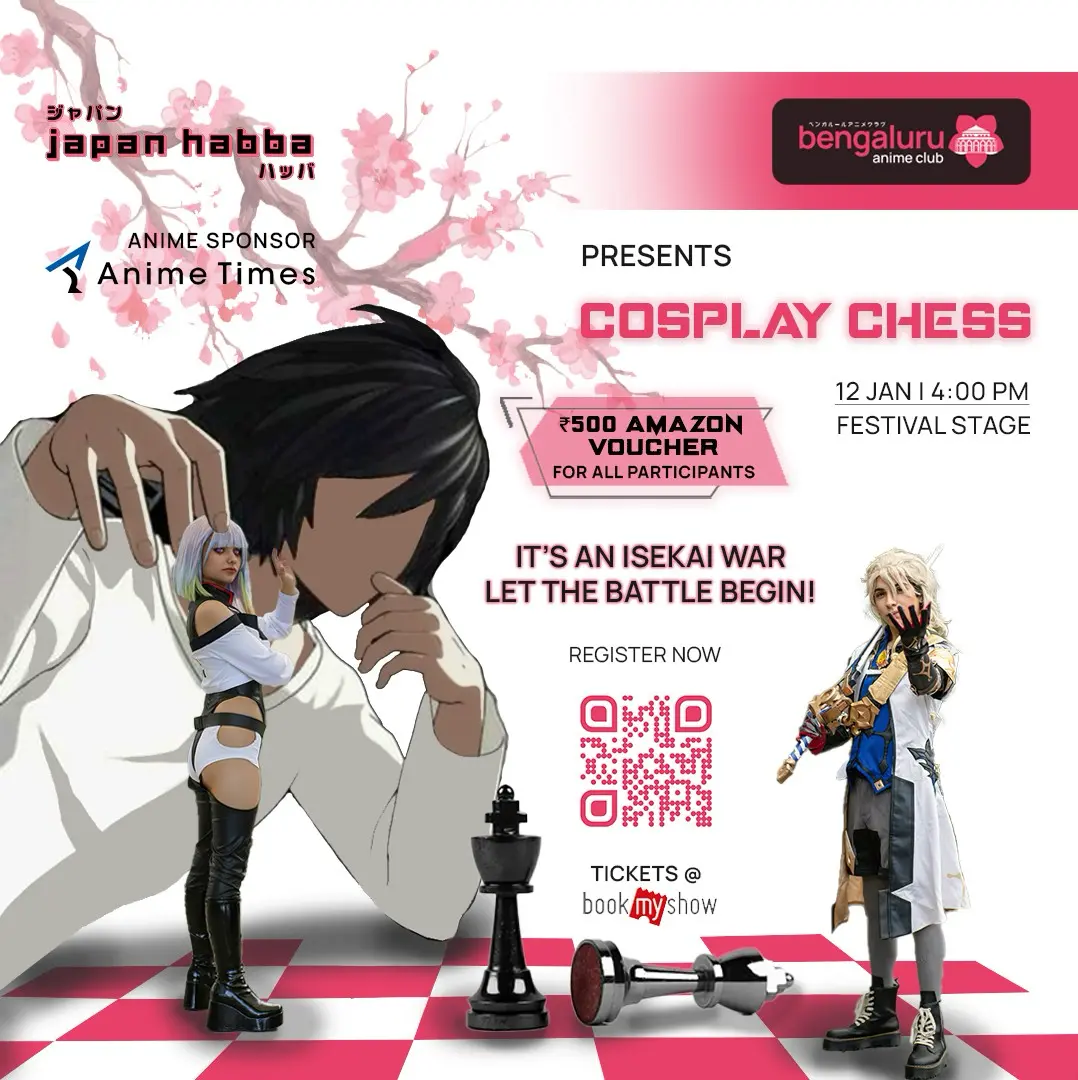 ジャパン
japan habba
ハッバ
ANIME SPONSOR
Anime Times
ベンガルールアニメクラブ
bengaluru
anime club
PRESENTS
COSPLAY CHESS
12 JAN | 4:00 PM
FESTIVAL STAGE
₹500 AMAZON
VOUCHER
FOR ALL PARTICIPANTS
IT'S AN ISEKAI WAR
LET THE BATTLE BEGIN!
REGISTER NOW
TICKETS @
bookmyshow